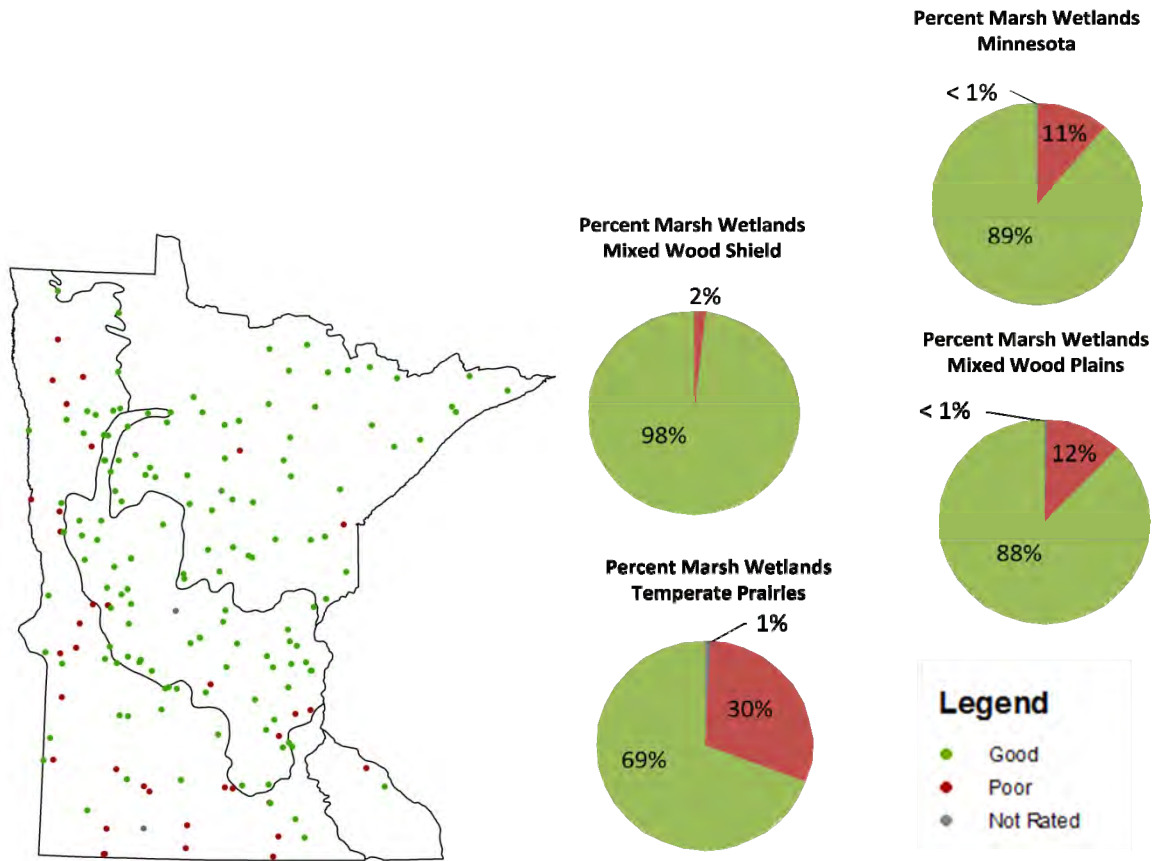 Percent Marsh Wetlands
Minnesota
< 1%
11%
89%
Percent Marsh Wetlands
Mixed Wood Shield
2%
98%
Percent Marsh Wetlands
Mixed Wood Plains
< 1%
12%
88%
Percent Marsh Wetlands
Temperate Prairies
1%
30%
69%
Legend
Good
Poor
Not Rated